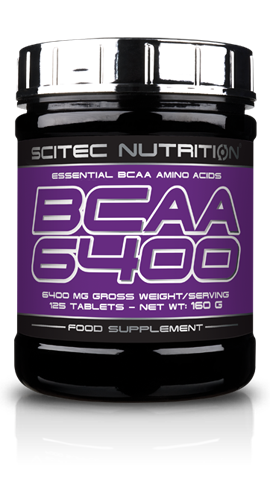 SCITEC NUTRITION
ESSENTIAL BCAA AMINO ACIDS
BCAA
6400
6400 MG GROSS WEIGHT/SERVING
125 TABLETS - NET WT: 160 G
FOOD SUPPLEMENT